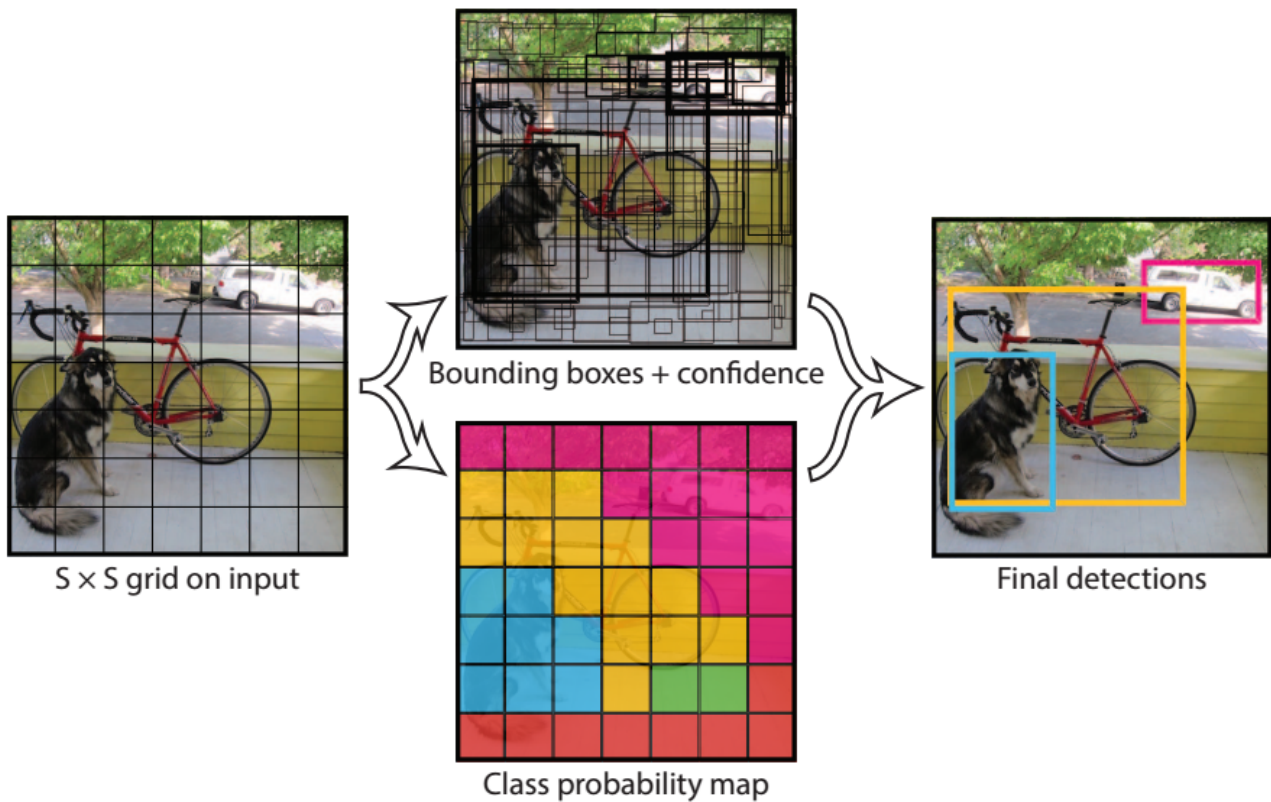 Bounding boxes + confidence
S × S grid on input
Final detections
Class probability map